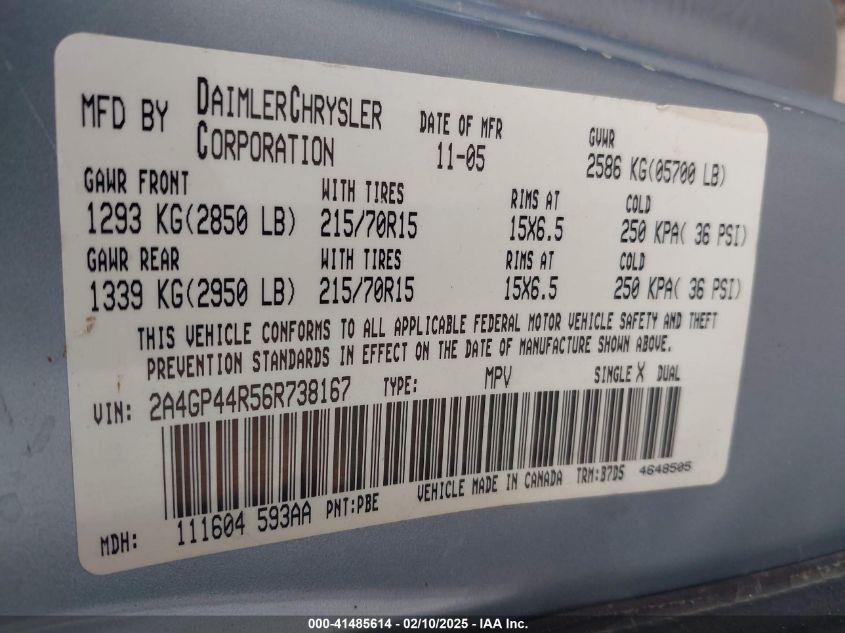 MFD BY DAIMLERCHRYSLER CORPORATION DATE OF MFR 11-05 GVWR 2586 KG(05700 LB)
GAWR FRONT WITH TIRES RIMS AT COLD
1293 KG(2850 LB) 215/70R15 15X6.5 250 KPA( 36 PSI)
GAWR REAR WITH TIRES RIMS AT COLD
1339 KG(2950 LB) 215/70R15 15X6.5 250 KPA( 36 PSI)
THIS VEHICLE CONFORMS TO ALL APPLICABLE FEDERAL MOTOR VEHICLE SAFETY AND THEFT
PREVENTION STANDARDS IN EFFECT ON THE DATE OF MANUFACTURE SHOWN ABOVE.
VIN: 2A4GP44R56R738167 TYPE: MPV SINGLE X DUAL
MDH: 111604 593AA PNT:PBE VEHICLE MADE IN CANADA TRM:B7D5 4648505
000-41485614 - 02/10/2025 - IAA Inc.